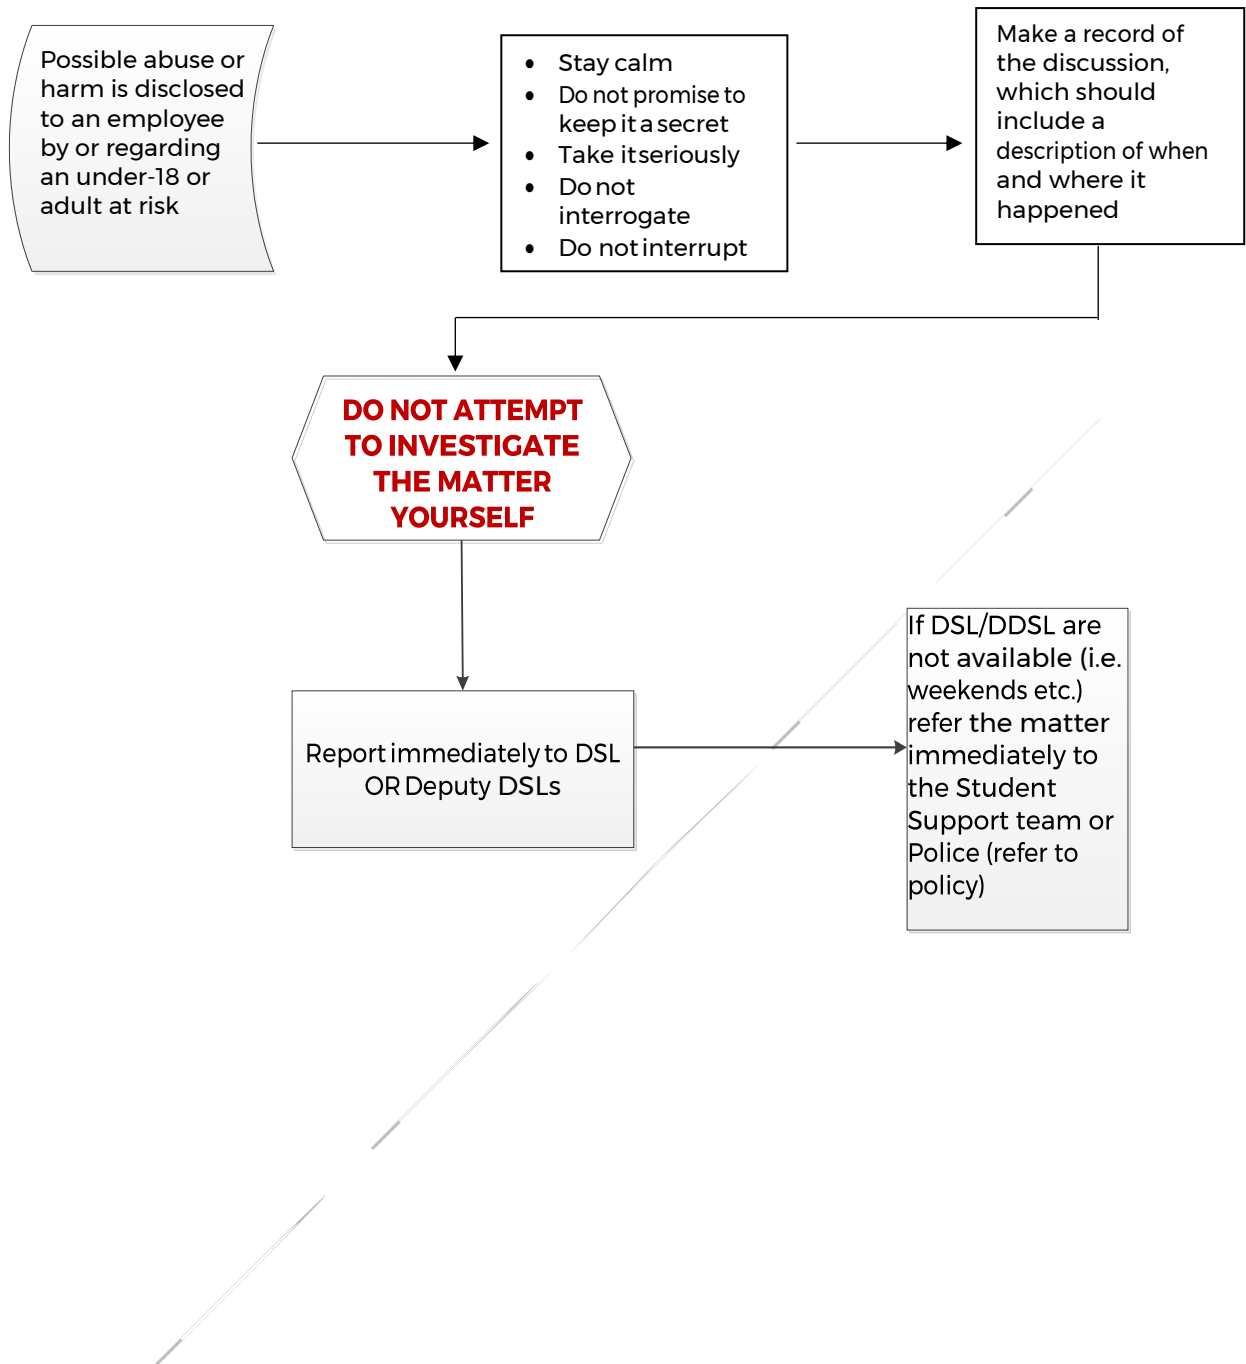 Possible abuse or
harm is disclosed
to an employee
by or regarding
an under-18 or
adult at risk
• Stay calm
• Do not promise to
keep it a secret
• Take it seriously
• Do not
interrogate
• Do not interrupt
Make a record of
the discussion,
which should
include a
description of when
and where it
happened
DO NOT ATTEMPT
TO INVESTIGATE
THE MATTER
YOURSELF
Report immediately to DSL
OR Deputy DSLs
If DSL/DDSL are
not available (i.e.
weekends etc.)
refer the matter
immediately to
the Student
Support team or
Police (refer to
policy)